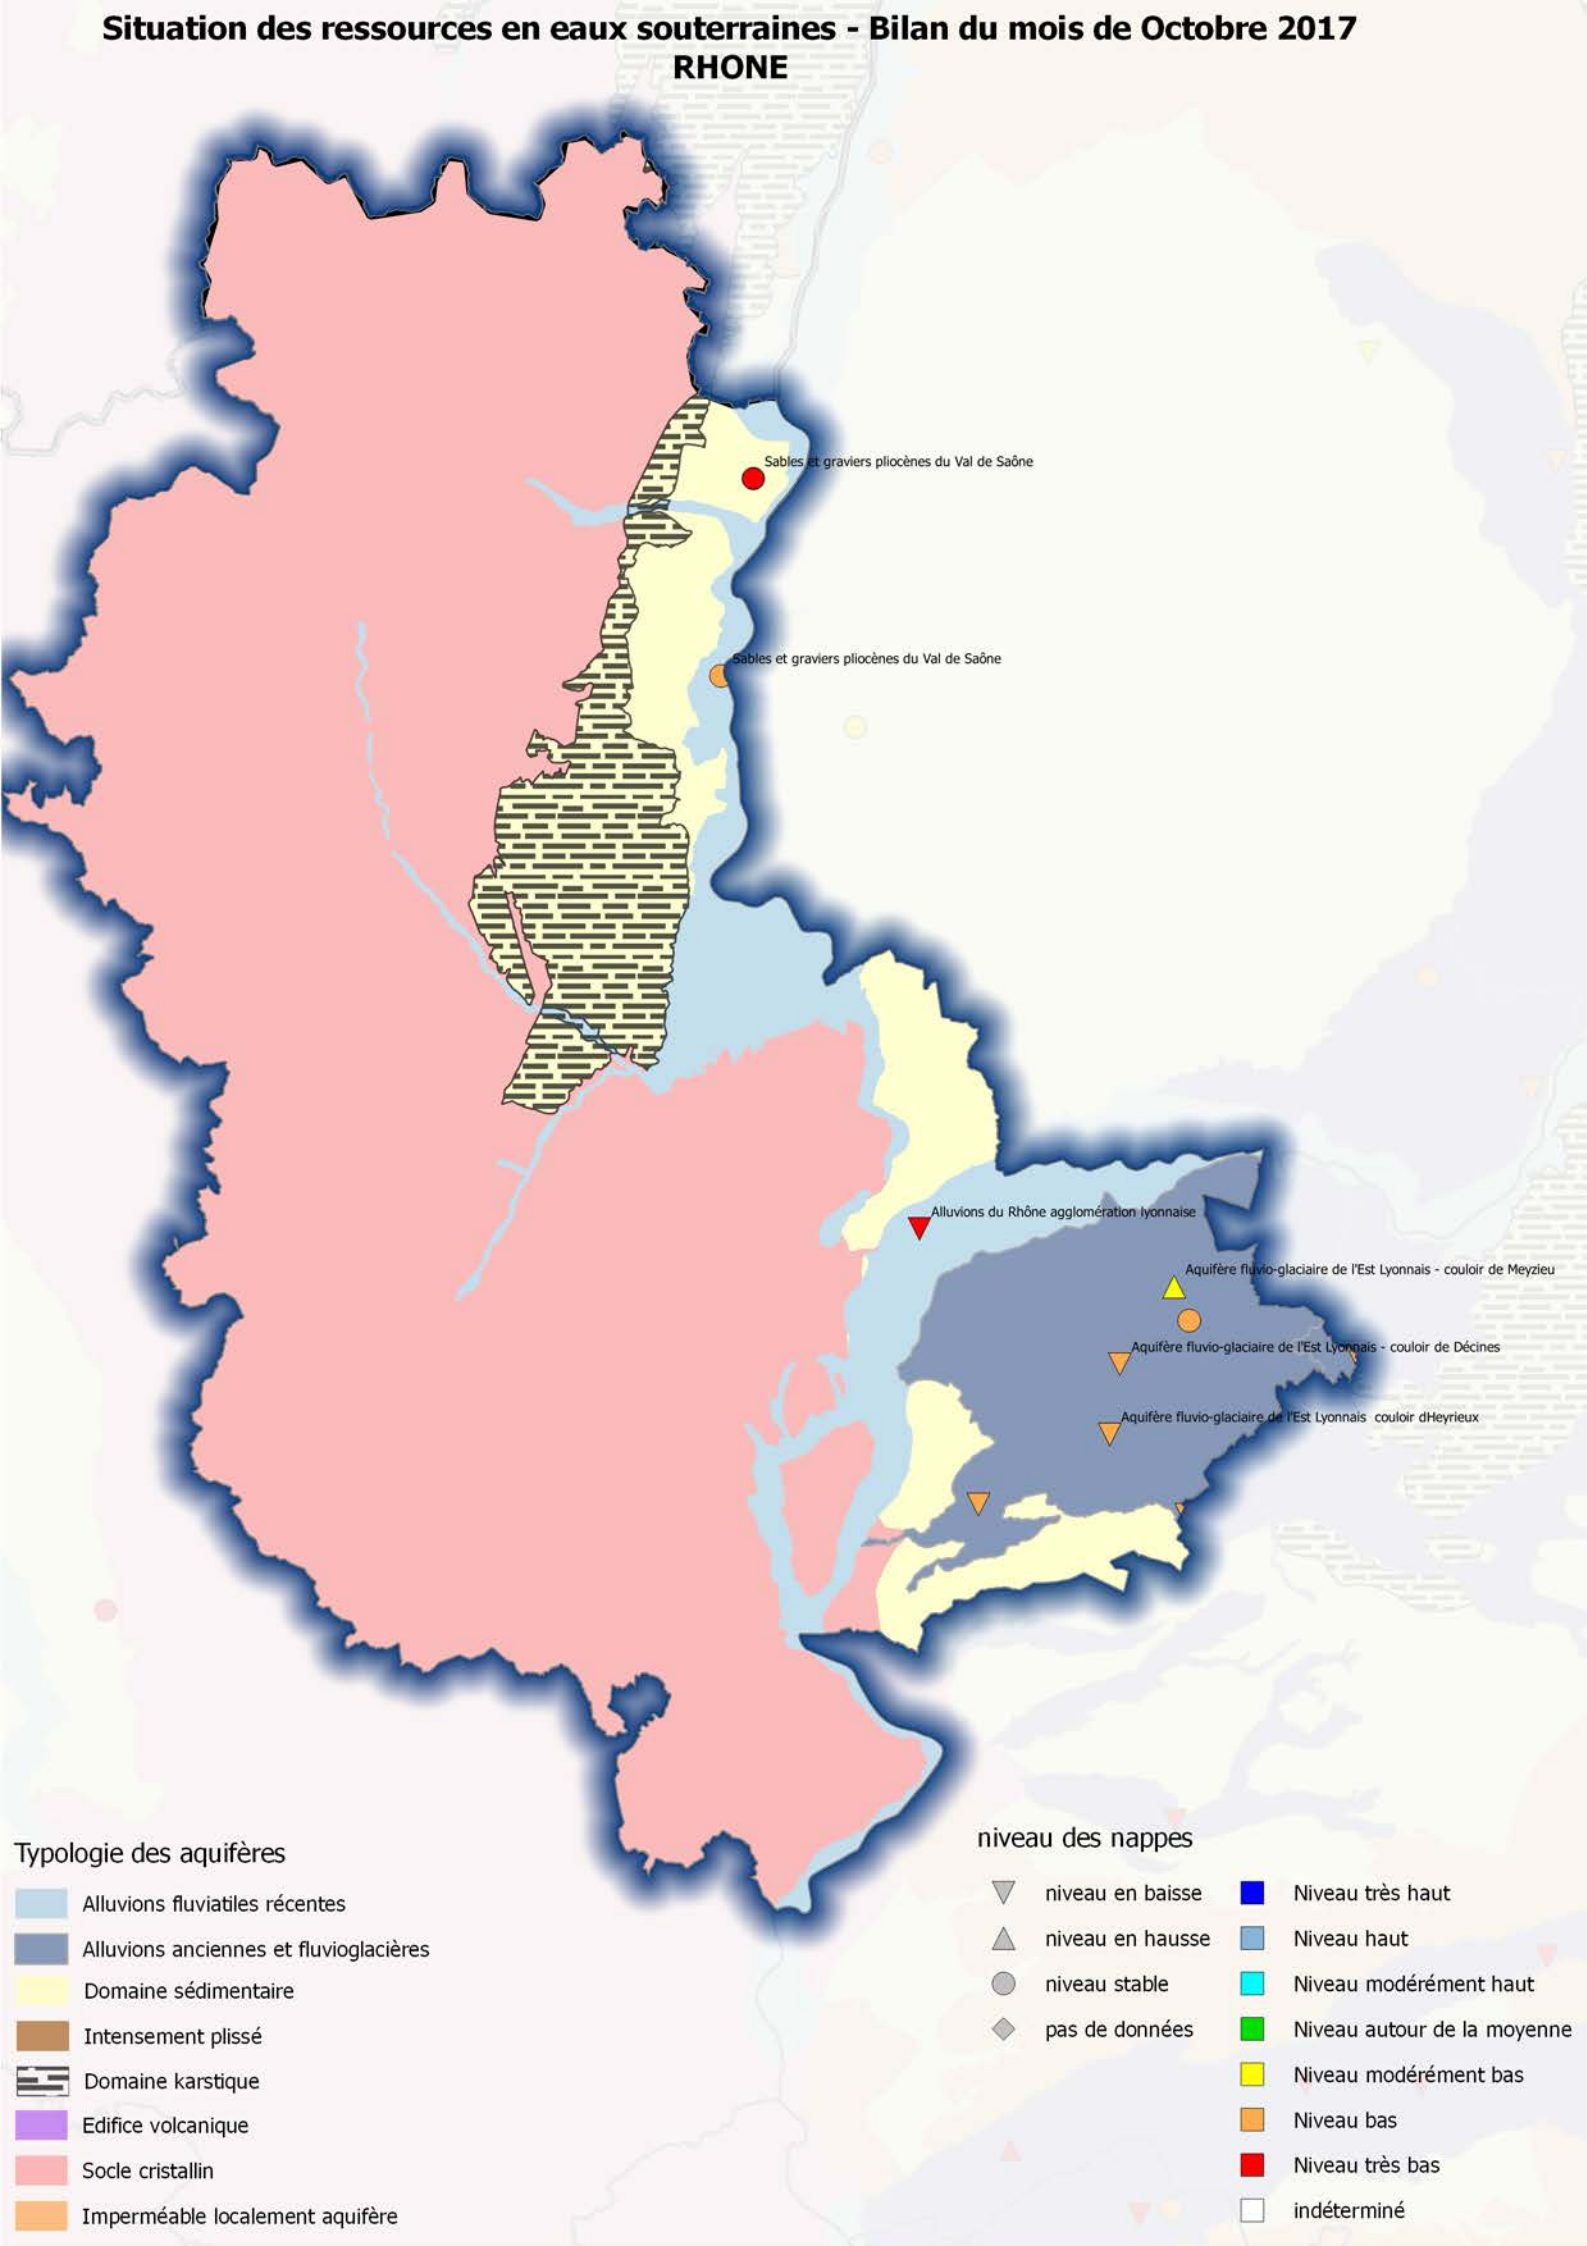 Situation des ressources en eaux souterraines - Bilan du mois de Octobre 2017
RHONE
Sables et graviers pliocènes du Val de Saône
Sables et graviers pliocènes du Val de Saône
Alluvions du Rhône agglomération lyonnaise
Aquifère fluvio-glaciaire de l'Est Lyonnais - couloir de Meyzieu
Aquifère fluvio-glaciaire de l'Est Lyonnais - couloir de Décines
Aquifère fluvio-glaciaire de l'Est Lyonnais couloir dHeyrieux
Typologie des aquifères
Alluvions fluviatiles récentes
Alluvions anciennes et fluvioglacières
Domaine sédimentaire
Intensement plissé
Domaine karstique
Edifice volcanique
Socle cristallin
Imperméable localement aquifère
niveau des nappes
niveau en baisse
niveau en hausse
niveau stable
pas de données
Niveau très haut
Niveau haut
Niveau modérément haut
Niveau autour de la moyenne
Niveau modérément bas
Niveau bas
Niveau très bas
indéterminé